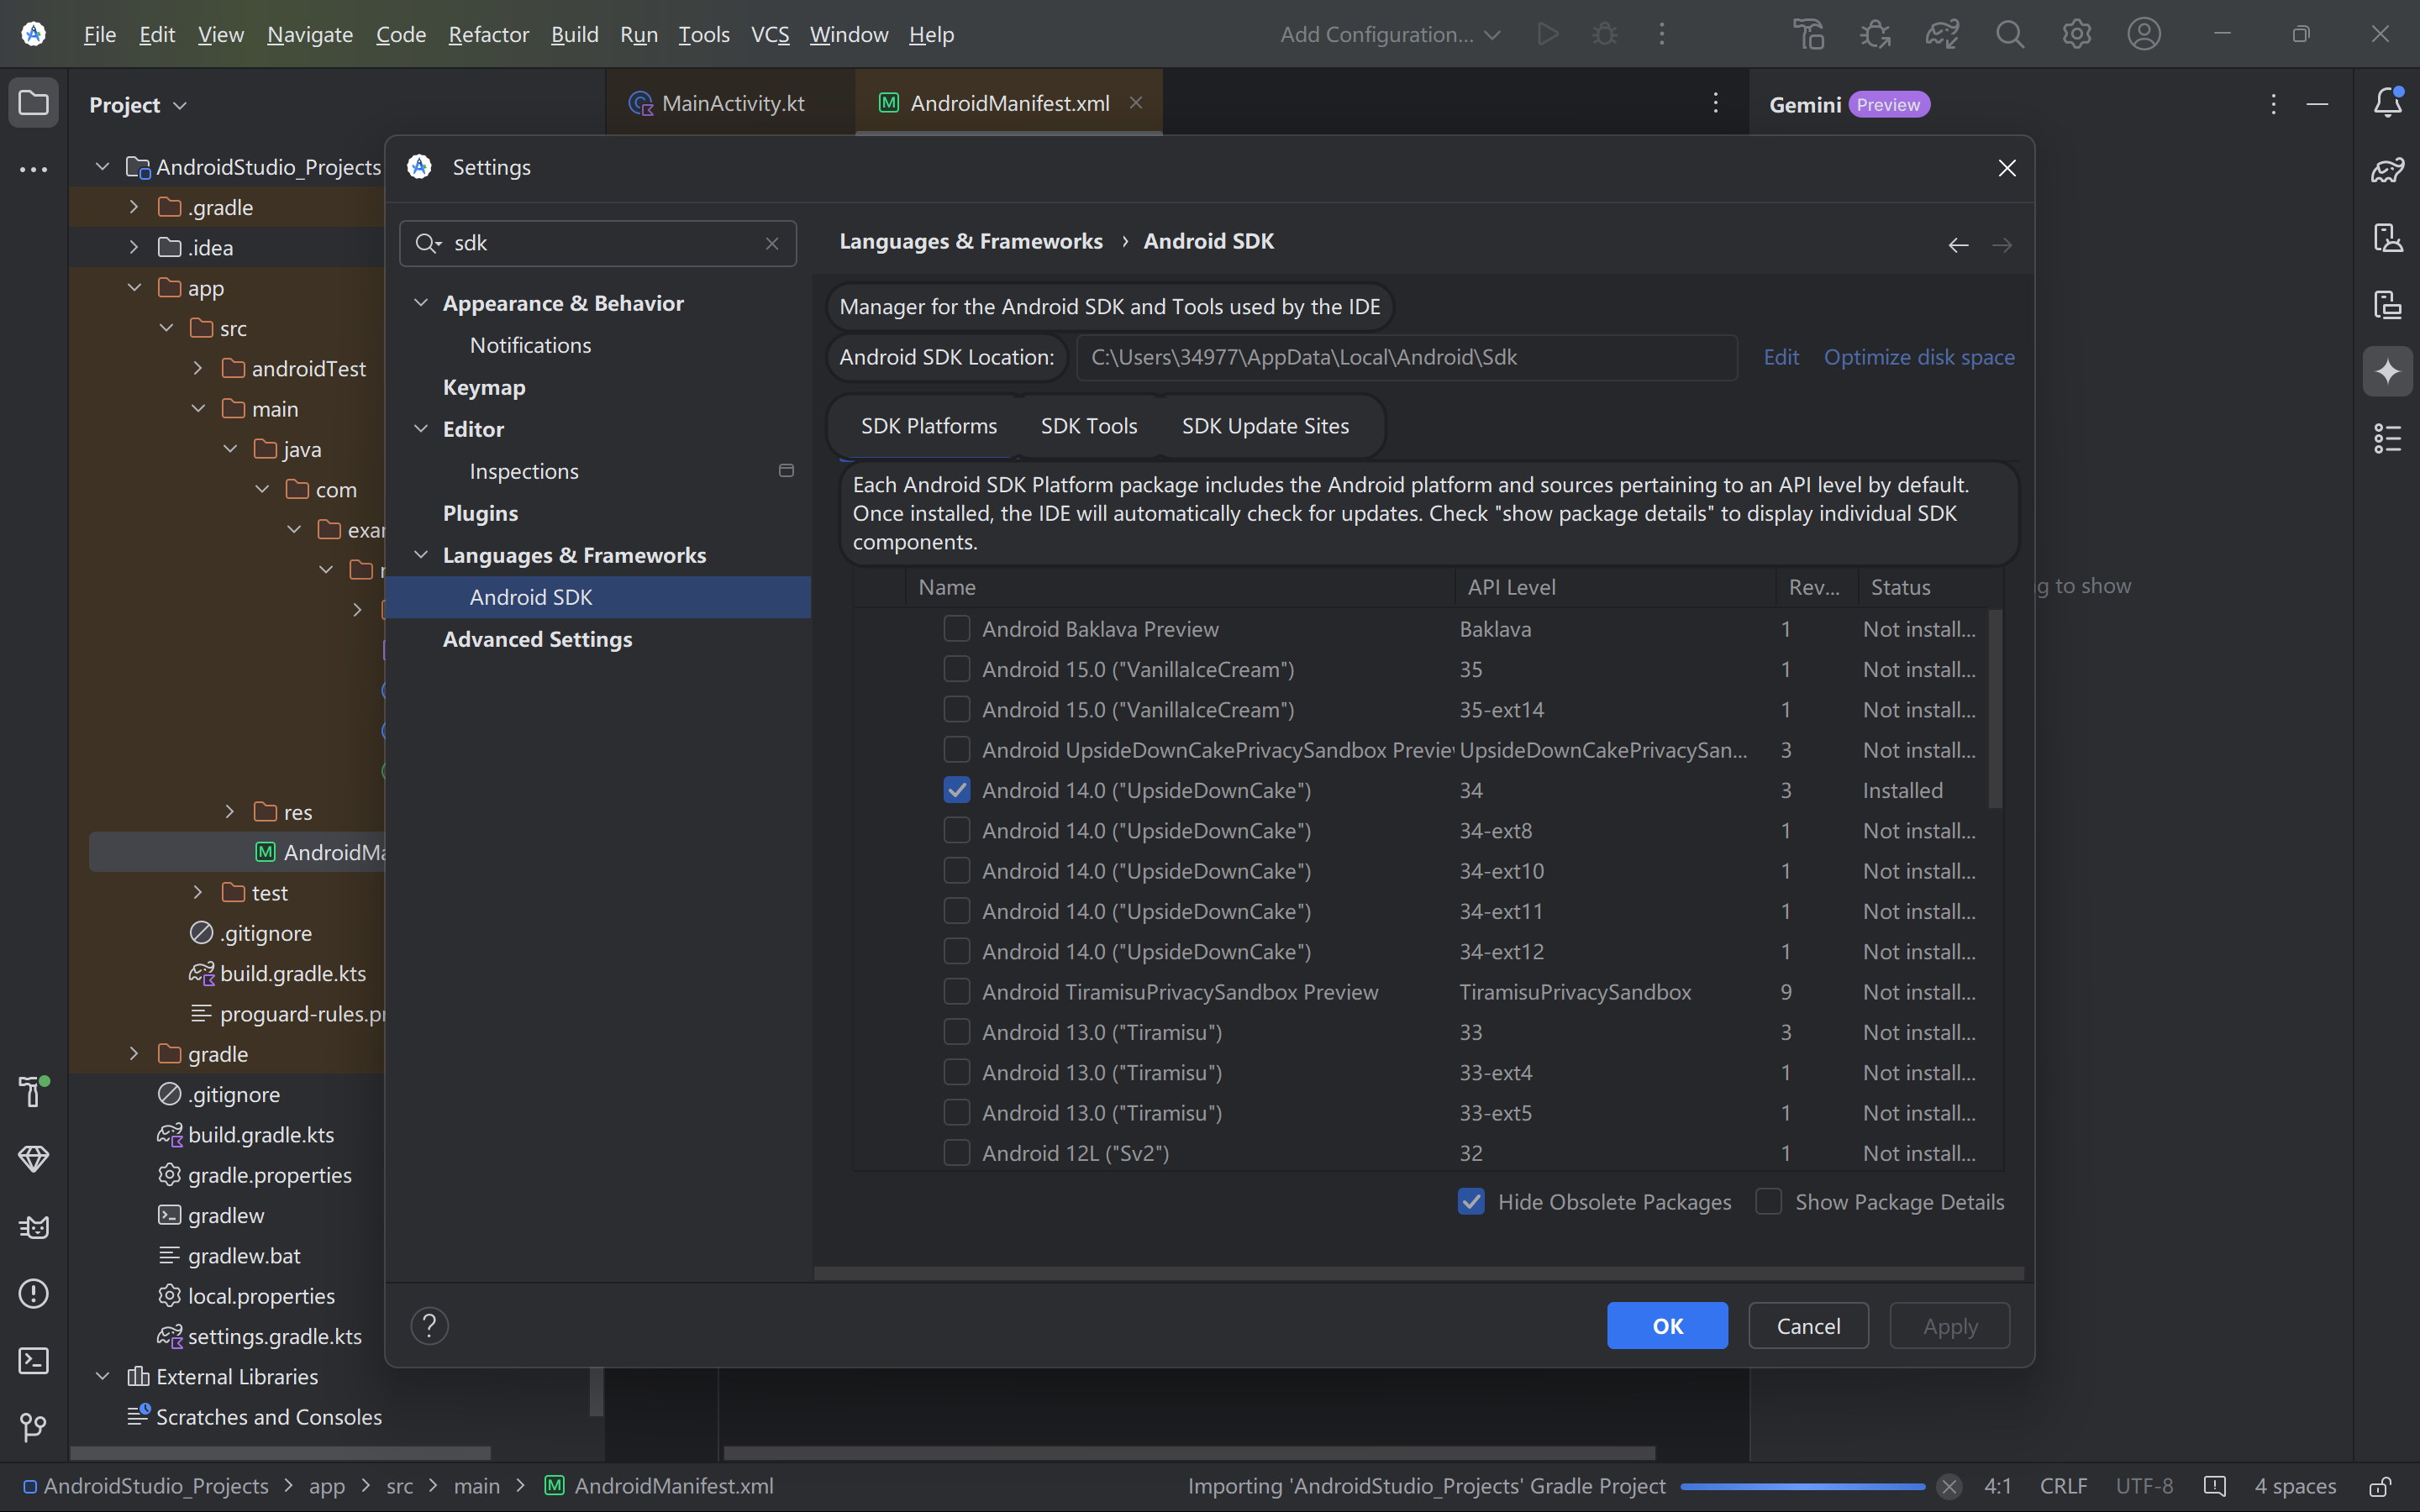 File Edit View Navigate Code Refactor Build Run Tools VCS Window Help
Add Configuration...
Project
MainActivity.kt
AndroidManifest.xml
Gemini Preview
AndroidStudio_Projects
.gradle
.idea
app
src
androidTest
main
java
com
res
test
.gitignore
build.gradle.kts
gradle
.gitignore
build.gradle.kts
gradle.properties
gradlew
gradlew.bat
local.properties
settings.gradle.kts
External Libraries
Scratches and Consoles
Settings
sdk
Appearance & Behavior
Notifications
Keymap
Editor
Inspections
Plugins
Languages & Frameworks
Android SDK
Advanced Settings
Languages & Frameworks › Android SDK
Manager for the Android SDK and Tools used by the IDE
Android SDK Location: C:\Users\34977\AppData\Local\Android\Sdk Edit Optimize disk space
SDK Platforms SDK Tools SDK Update Sites
Each Android SDK Platform package includes the Android platform and sources pertaining to an API level by default.
Once installed, the IDE will automatically check for updates. Check "show package details" to display individual SDK
components.
Name API Level Rev... Status
Android Baklava Preview Baklava 1 Not install...
Android 15.0 ("VanillaIceCream") 35 1 Not install...
Android 15.0 ("VanillaIceCream") 35-ext14 1 Not install...
Android UpsideDownCakePrivacySandbox Previe UpsideDownCakePrivacySan... 3 Not install...
Android 14.0 ("UpsideDownCake") 34 3 Installed
Android 14.0 ("UpsideDownCake") 34-ext8 1 Not install...
Android 14.0 ("UpsideDownCake") 34-ext10 1 Not install...
Android 14.0 ("UpsideDownCake") 34-ext11 1 Not install...
Android 14.0 ("UpsideDownCake") 34-ext12 1 Not install...
Android TiramisuPrivacySandbox Preview TiramisuPrivacySandbox 9 Not install...
Android 13.0 ("Tiramisu") 33 3 Not install...
Android 13.0 ("Tiramisu") 33-ext4 1 Not install...
Android 13.0 ("Tiramisu") 33-ext5 1 Not install...
Android 12L ("Sv2") 32 1 Not install...
Hide Obsolete Packages Show Package Details
OK Cancel Apply
to show
AndroidStudio_Projects > app > src > main > AndroidManifest.xml
Importing 'AndroidStudio_Projects' Gradle Project 4:1 CRLF UTF-8 4 spaces